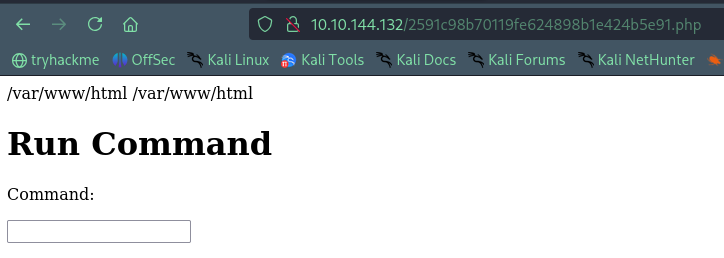 10.10.144.132/2591c98b70119fe624898b1e424b5e91.php
tryhackme OffSec Kali Linux Kali Tools Kali Docs Kali Forums Kali NetHunter
/var/www/html /var/www/html
Run Command
Command: